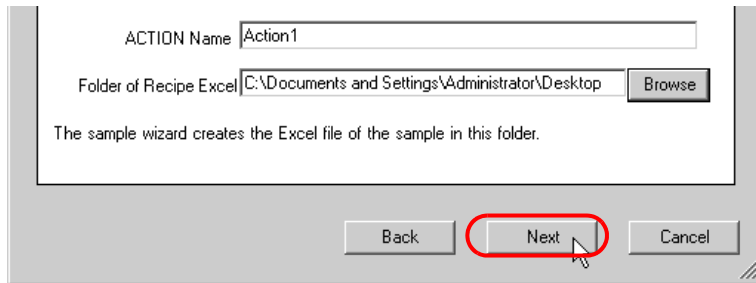 ACTION Name Action1
Folder of Recipe Excel C:\Documents and Settings\Administrator\Desktop Browse
The sample wizard creates the Excel file of the sample in this folder.
Back Next Cancel